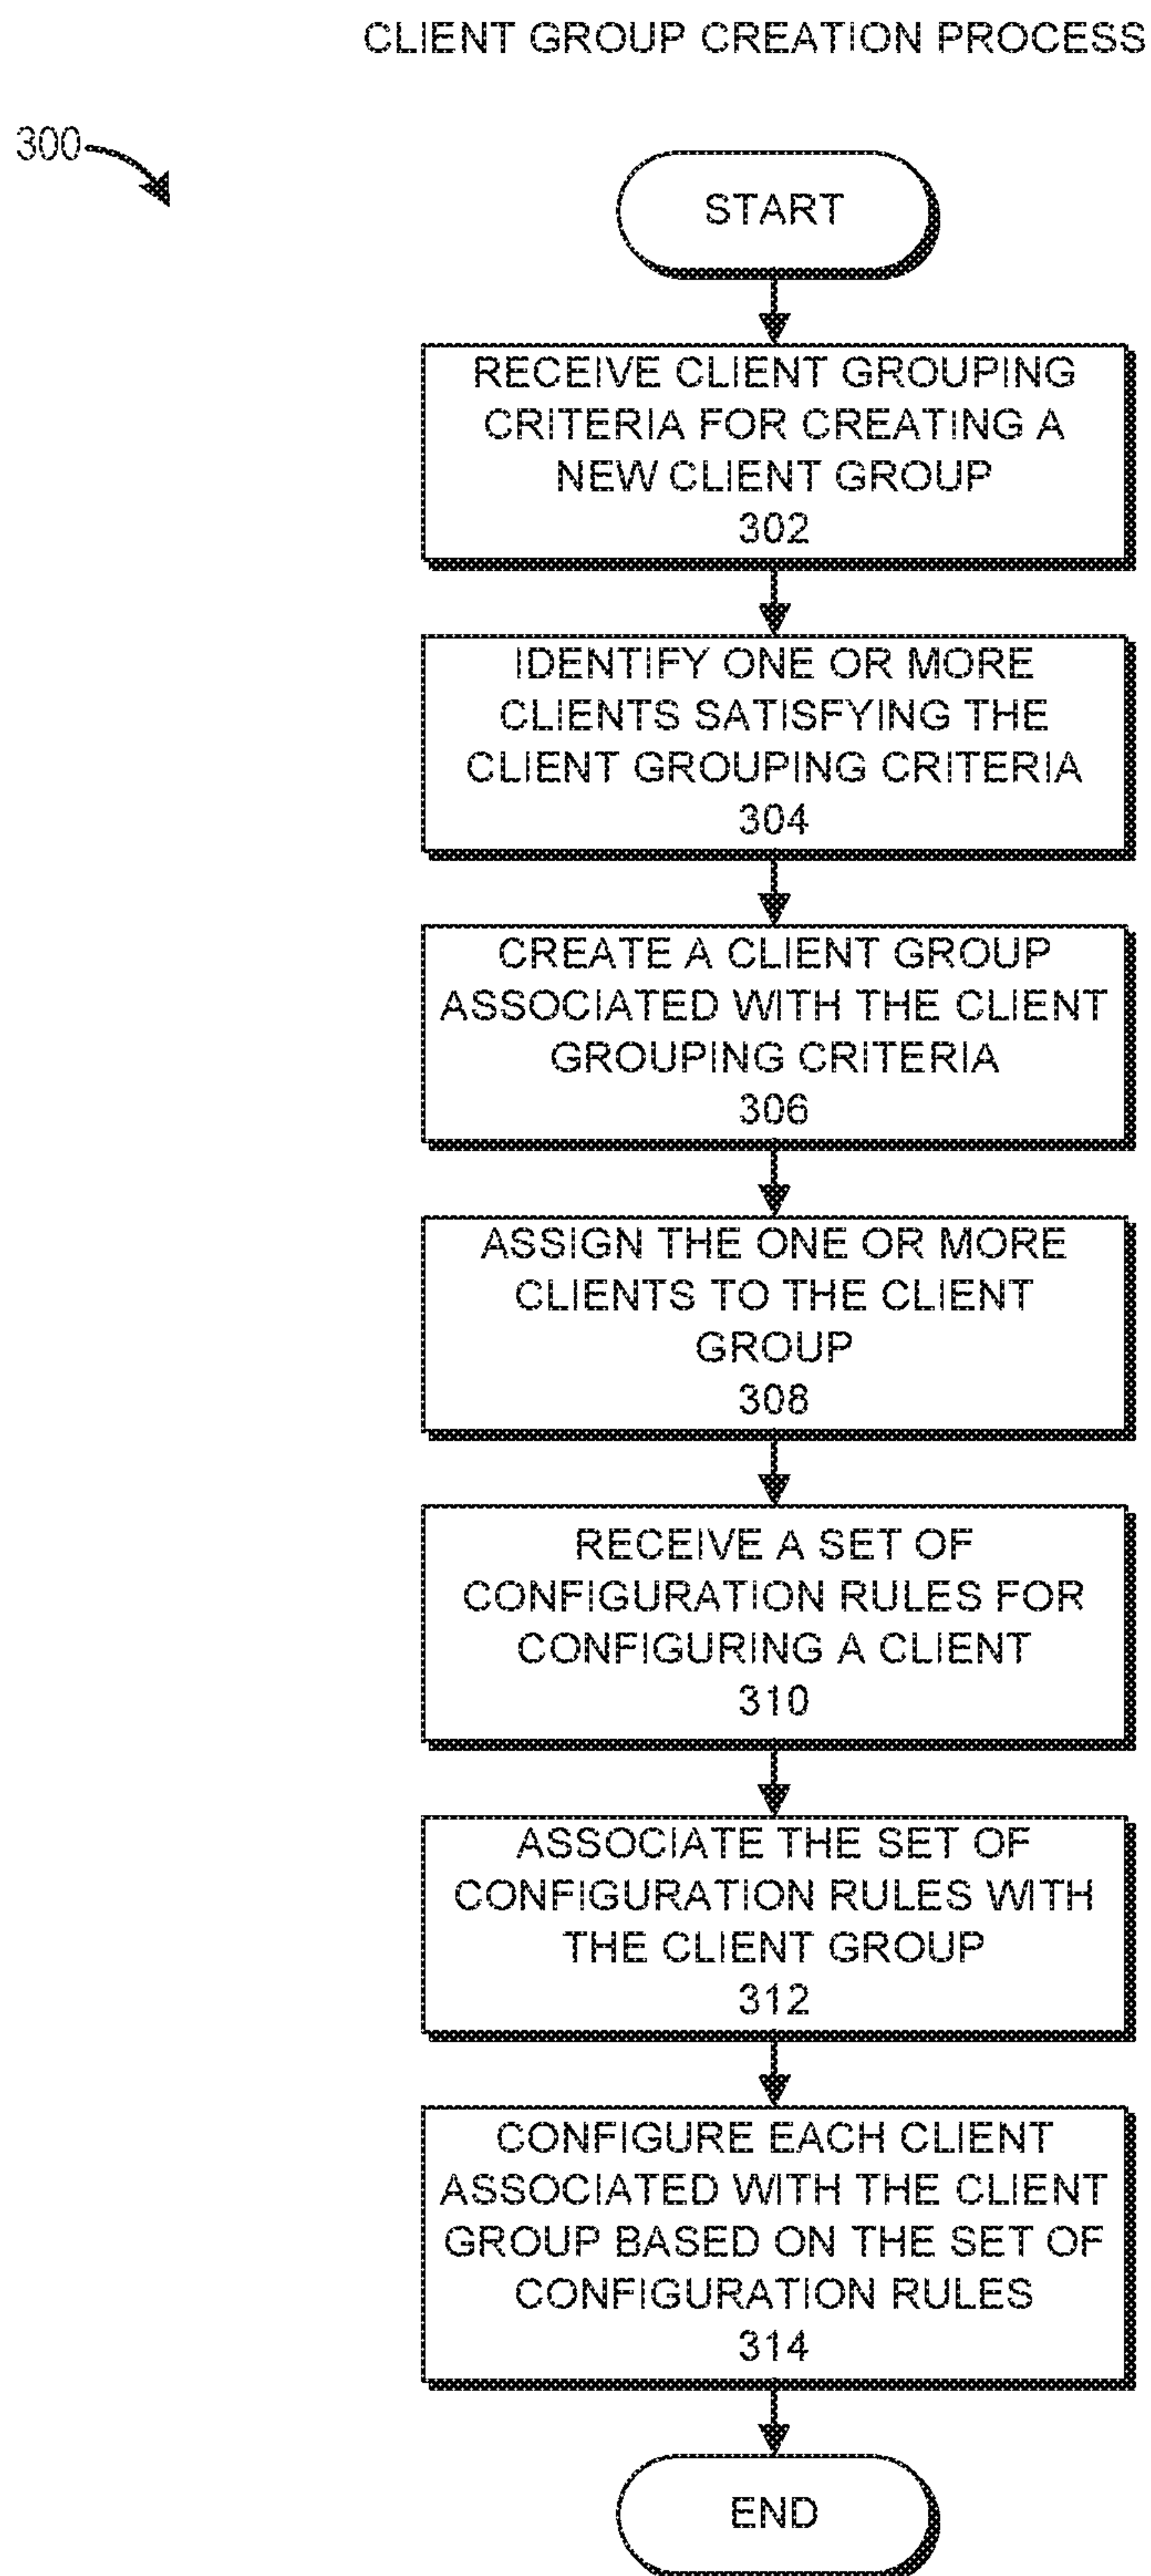 CLIENT GROUP CREATION PROCESS
300
START
RECEIVE CLIENT GROUPING
CRITERIA FOR CREATING A
NEW CLIENT GROUP
302
IDENTIFY ONE OR MORE
CLIENTS SATISFYING THE
CLIENT GROUPING CRITERIA
304
CREATE A CLIENT GROUP
ASSOCIATED WITH THE CLIENT
GROUPING CRITERIA
306
ASSIGN THE ONE OR MORE
CLIENTS TO THE CLIENT
GROUP
308
RECEIVE A SET OF
CONFIGURATION RULES FOR
CONFIGURING A CLIENT
310
ASSOCIATE THE SET OF
CONFIGURATION RULES WITH
THE CLIENT GROUP
312
CONFIGURE EACH CLIENT
ASSOCIATED WITH THE CLIENT
GROUP BASED ON THE SET OF
CONFIGURATION RULES
314
END